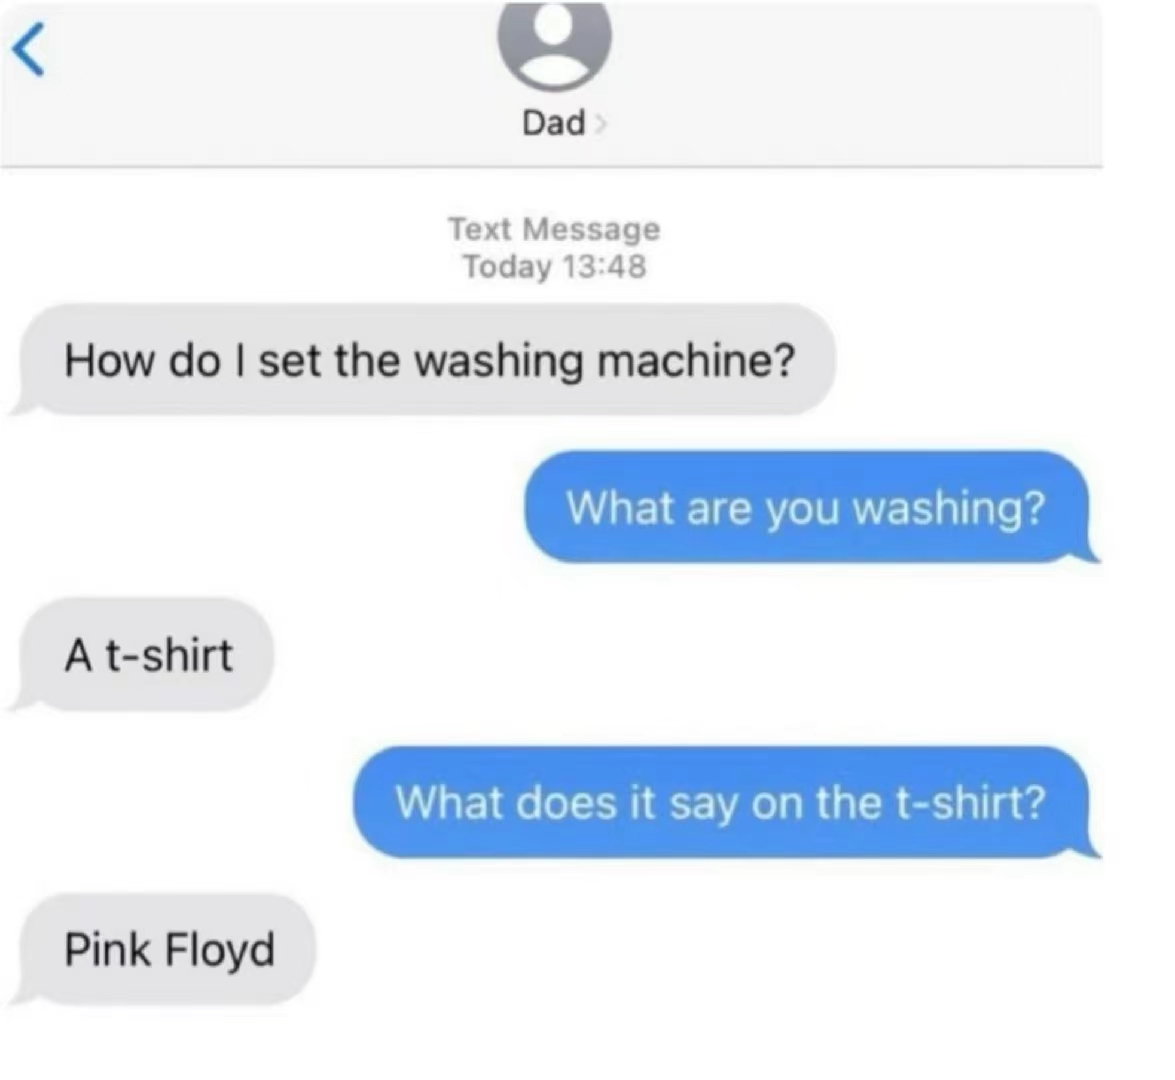 Dad
Text Message
Today 13:48
How do I set the washing machine?
What are you washing?
A t-shirt
What does it say on the t-shirt?
Pink Floyd